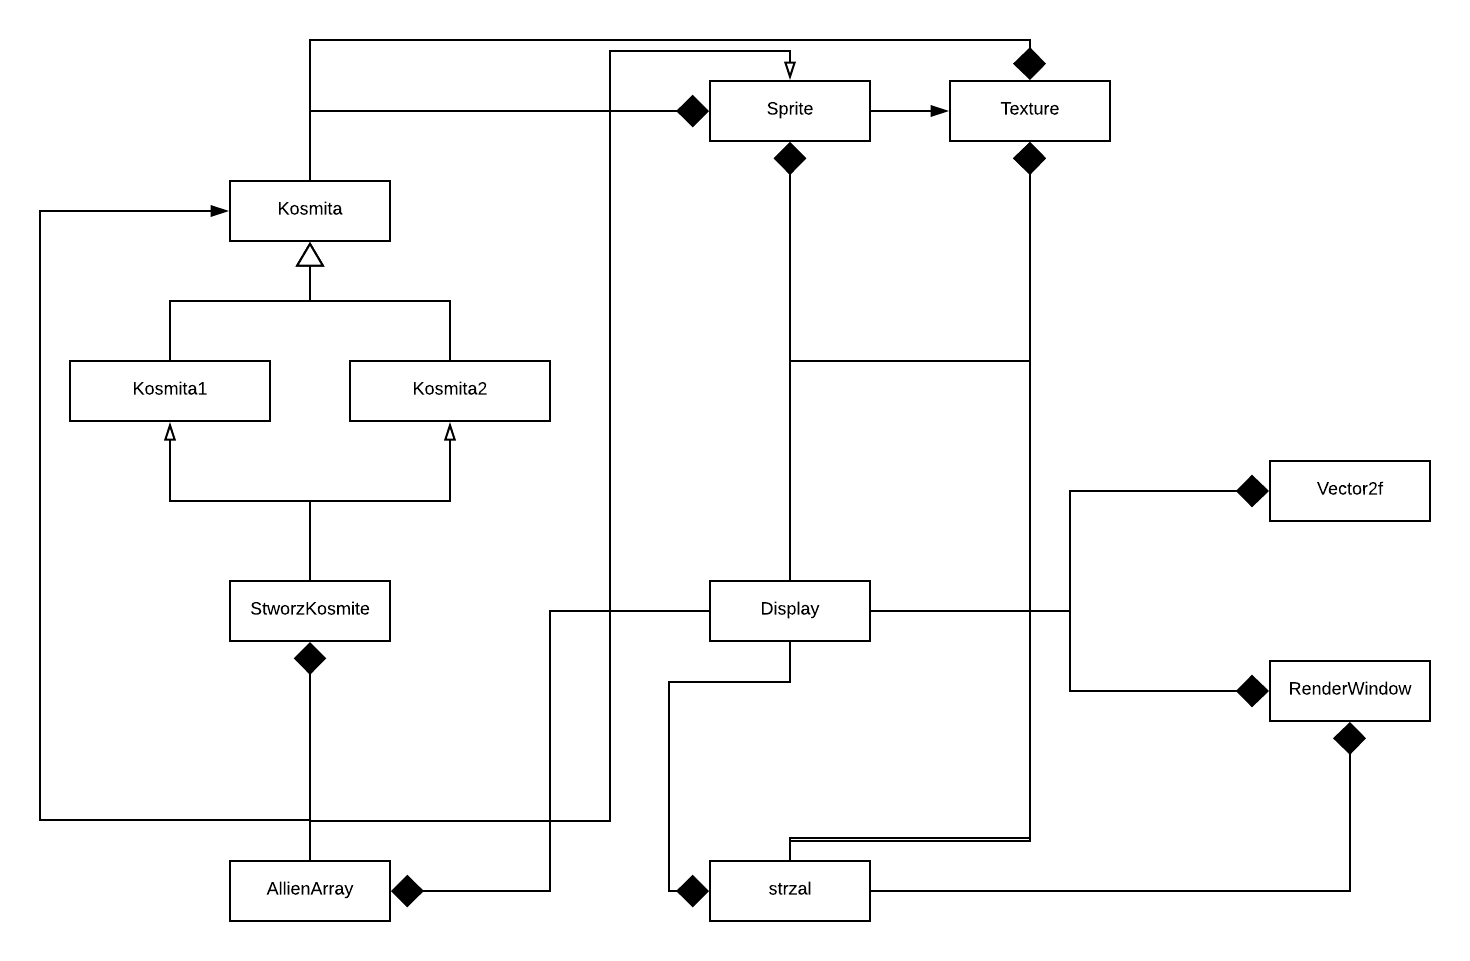 Sprite
Texture
Kosmita
Kosmita1
Kosmita2
Vector2f
StworzKosmite
Display
RenderWindow
AllienArray
strzal